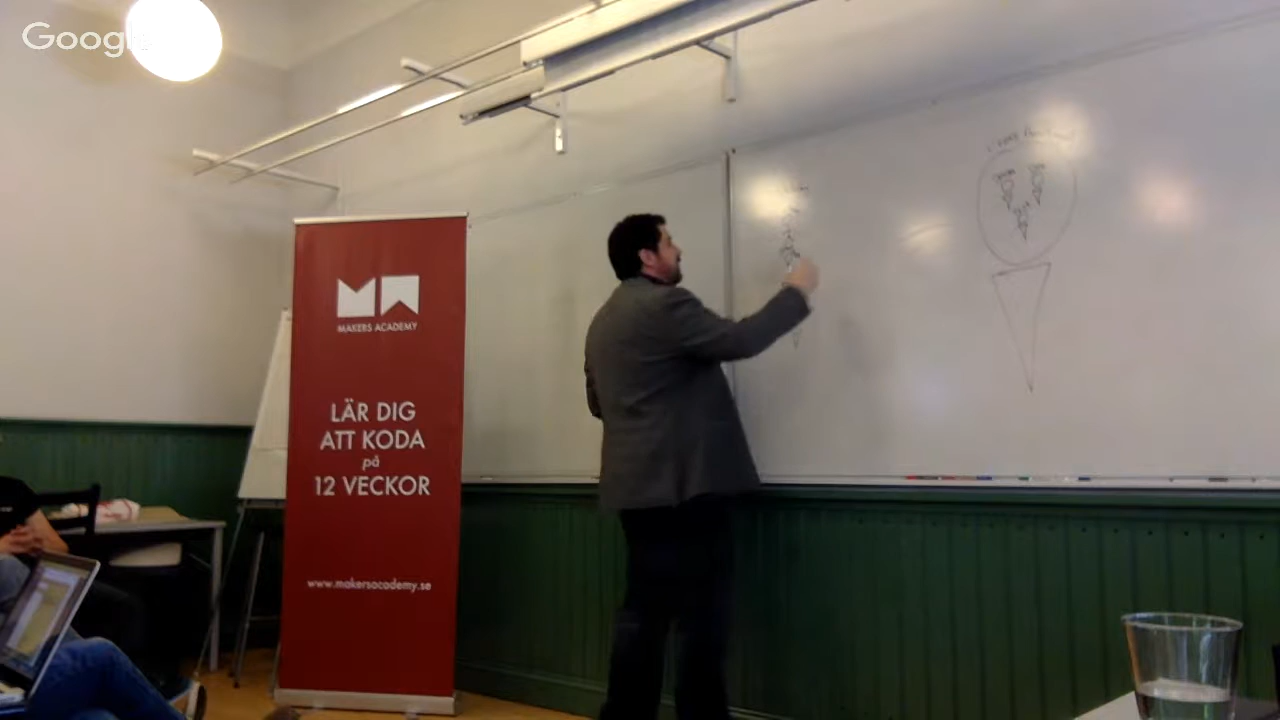 Google
MAKERS ACADEMY
LÄR DIG
ATT KODA
på
12 VECKOR
www.makersacademy.se